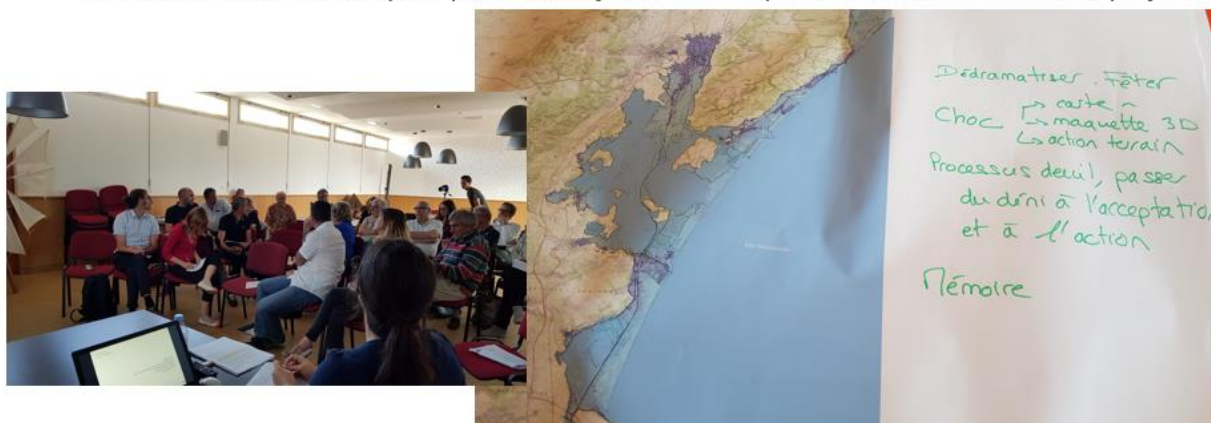 Dédramatiser. Fêter
Choc → carte
→ maquette 3D
→ action terrain
Processus deuil, passer
du déni à l'acceptation
et à l'action
Mémoire